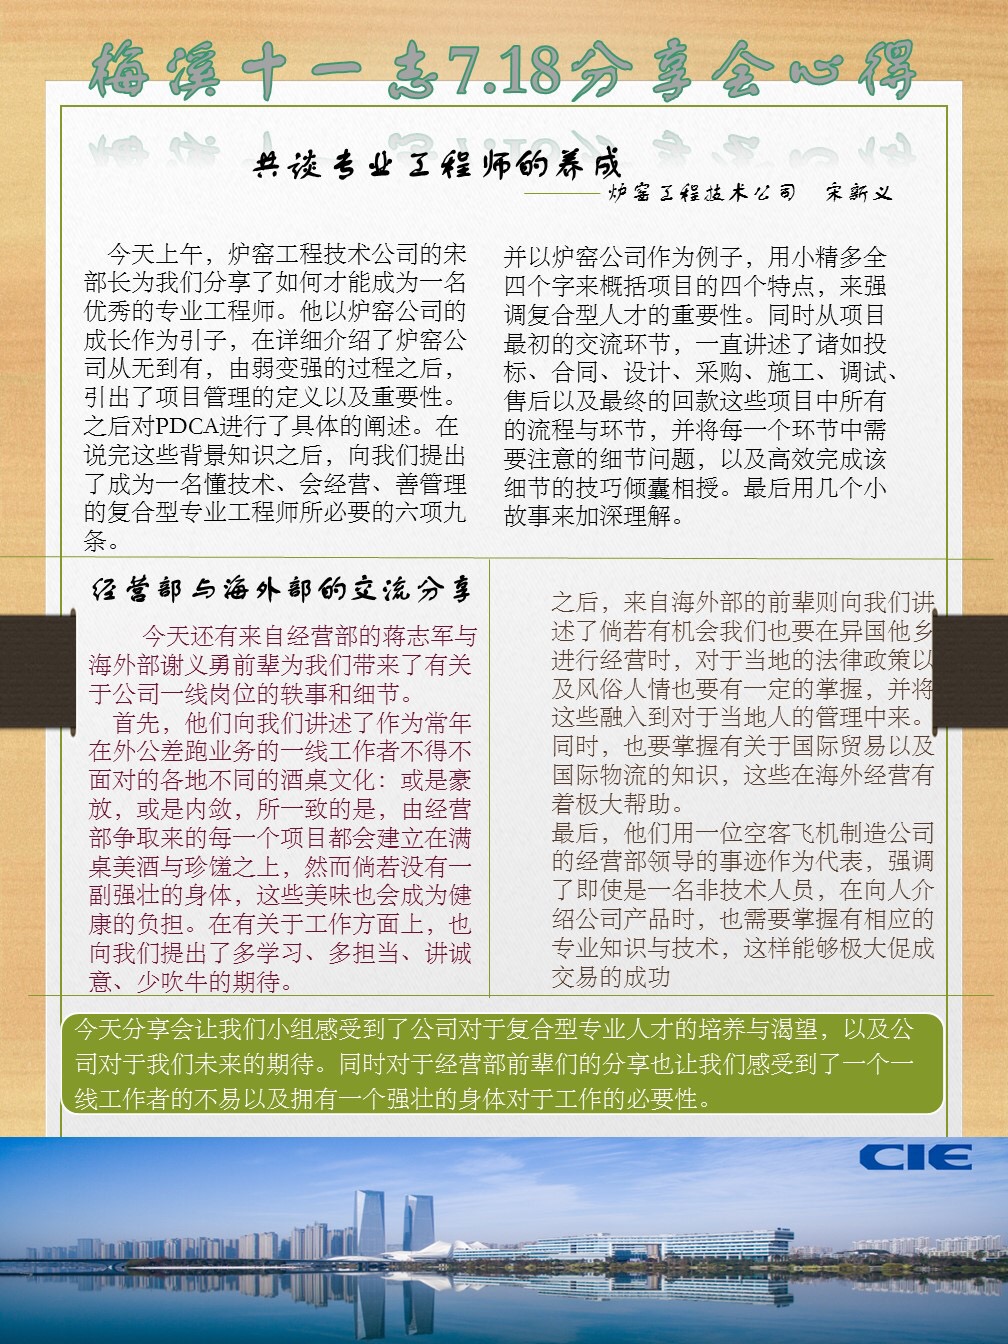 梅溪十一志7.18分享会心得
共谈专业工程师的养成
炉窑工程技术公司 宋新义
今天上午，炉窑工程技术公司的宋
部长为我们分享了如何才能成为一名
优秀的专业工程师。他以炉窑公司的
成长作为引子，在详细介绍了炉窑公
司从无到有，由弱变强的过程之后，
引出了项目管理的定义以及重要性。
之后对PDCA进行了具体的阐述。在
说完这些背景知识之后，向我们提出
了成为一名懂技术、会经营、善管理
的复合型专业工程师所必要的六项九
条。
并以炉窑公司作为例子，用小精多全
四个字来概括项目的四个特点，来强
调复合型人才的重要性。同时从项目
最初的交流环节，一直讲述了诸如投
标、合同、设计、采购、施工、调试、
售后以及最终的回款这些项目中所有
的流程与环节，并将每一个环节中需
要注意的细节问题，以及高效完成该
细节的技巧倾囊相授。最后用几个小
故事来加深理解。
经营部与海外部的交流分享
今天还有来自经营部的蒋志军与
海外部谢义勇前辈为我们带来了有关
于公司一线岗位的轶事和细节。
首先，他们向我们讲述了作为常年
在外公差跑业务的一线工作者不得不
面对的各地不同的酒桌文化：或是豪
放，或是内敛，所一致的是，由经营
部争取来的每一个项目都会建立在满
桌美酒与珍馐之上，然而倘若没有一
副强壮的身体，这些美味也会成为健
康的负担。在有关于工作方面上，也
向我们提出了多学习、多担当、讲诚
意、少吹牛的期待。
之后，来自海外部的前辈则向我们讲
述了倘若有机会我们也要在异国他乡
进行经营时，对于当地的法律政策以
及风俗人情也要有一定的掌握，并将
这些融入到对于当地人的管理中来。
同时，也要掌握有关于国际贸易以及
国际物流的知识，这些在海外经营有
着极大帮助。
最后，他们用一位空客飞机制造公司
的经营部领导的事迹作为代表，强调
了即使是一名非技术人员，在向人介
绍公司产品时，也需要掌握有相应的
专业知识与技术，这样能够极大促成
交易的成功
今天分享会让我们小组感受到了公司对于复合型专业人才的培养与渴望，以及公
司对于我们未来的期待。同时对于经营部前辈们的分享也让我们感受到了一个一
线工作者的不易以及拥有一个强壮的身体对于工作的必要性。
CIE